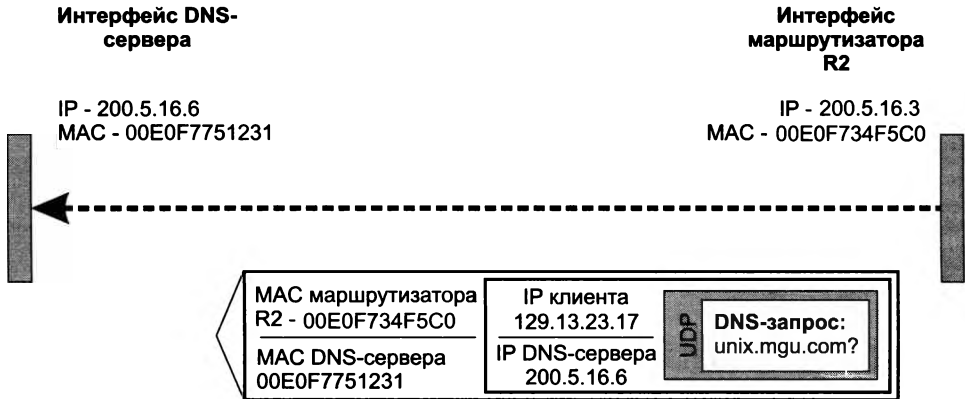 Интерфейс DNS-
сервера
IP - 200.5.16.6
MAC - 00E0F7751231
Интерфейс
маршрутизатора
R2
IP - 200.5.16.3
MAC - 00E0F734F5C0
MAC маршрутизатора
R2 - 00E0F734F5C0
MAC DNS-сервера
00E0F7751231
IP клиента
129.13.23.17
IP DNS-сервера
200.5.16.6
UDP
DNS-запрос:
unix.mgu.com?